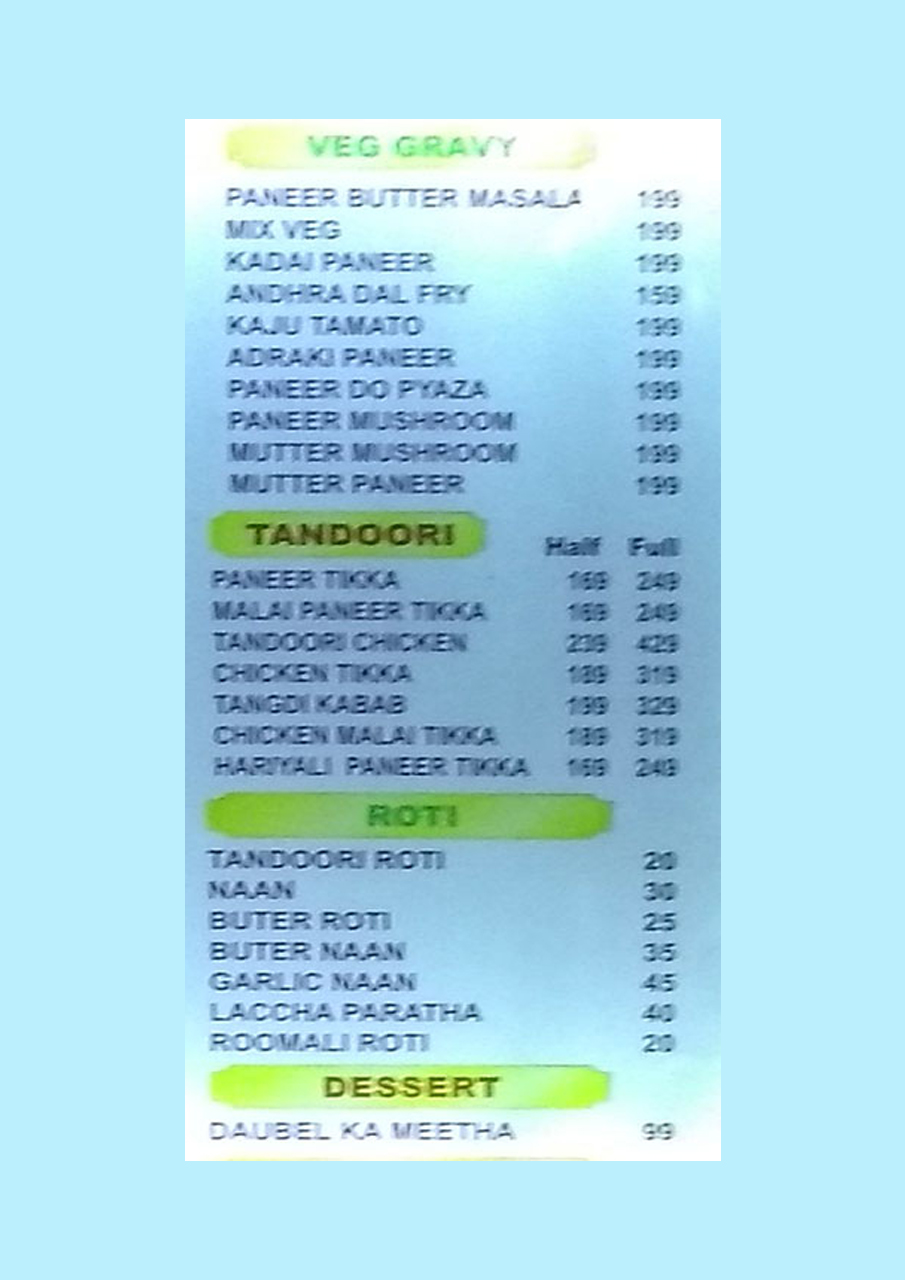 VEG GRAVY
PANEER BUTTER MASALA 199
MIX VEG 199
KADAI PANEER 199
ANDHRA DAL FRY 159
KAJU TAMATO 199
ADRAKI PANEER 199
PANEER DO PYAZA 199
PANEER MUSHROOM 199
MUTTER MUSHROOM 199
MUTTER PANEER 199
TANDOORI Half Full
PANEER TIKKA 169 249
MALAI PANEER TIKKA 169 249
TANDOORI CHICKEN 239 429
CHICKEN TIKKA 189 319
TANGDI KABAB 199 329
CHICKEN MALAI TIKKA 189 319
HARIYALI PANEER TIKKA 169 249
ROTI
TANDOORI ROTI 20
NAAN 30
BUTER ROTI 25
BUTER NAAN 35
GARLIC NAAN 45
LACCHA PARATHA 40
ROOMALI ROTI 20
DESSERT
DAUBEL KA MEETHA 99